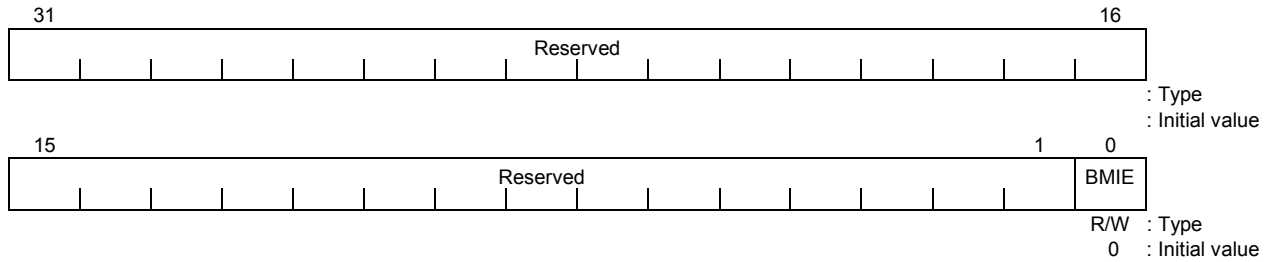 31 16
Reserved
: Type
: Initial value
15 1 0
Reserved BMIE
R/W : Type
0 : Initial value